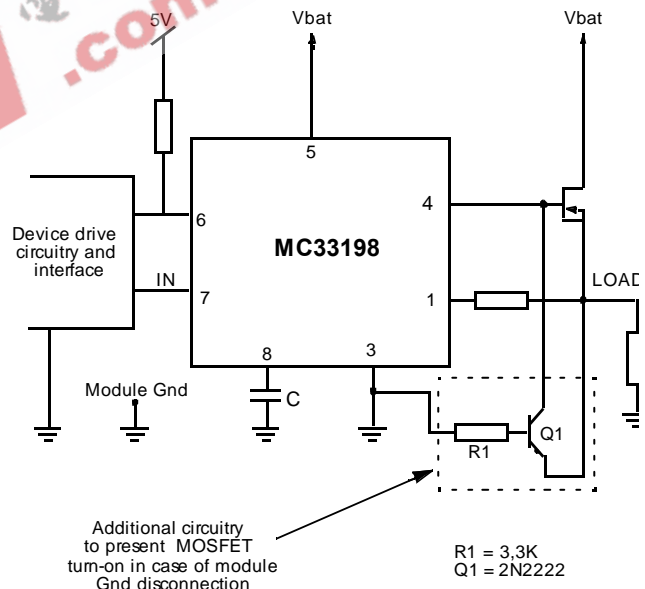 .com
5V
Vbat
Vbat
5
4
6
Device drive
circuitry and
interface
MC33198
IN
7
1
LOAD
8
3
Module Gnd
C
Q1
R1
Additional circuitry
to present MOSFET
turn-on in case of module
Gnd disconnection
R1 = 3,3K
Q1 = 2N2222